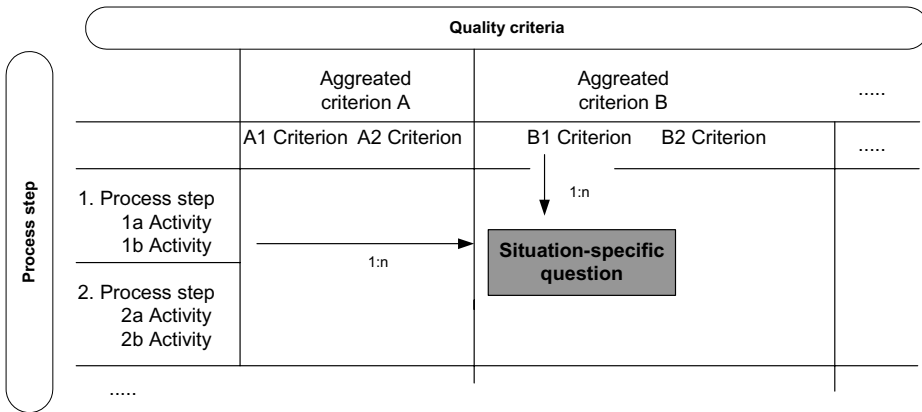 Quality criteria
Process step
Aggreated
criterion A
Aggreated
criterion B
.....
A1 Criterion A2 Criterion
B1 Criterion
B2 Criterion
.....
1. Process step
1a Activity
1b Activity
1:n
1:n
Situation-specific
question
2. Process step
2a Activity
2b Activity
.....